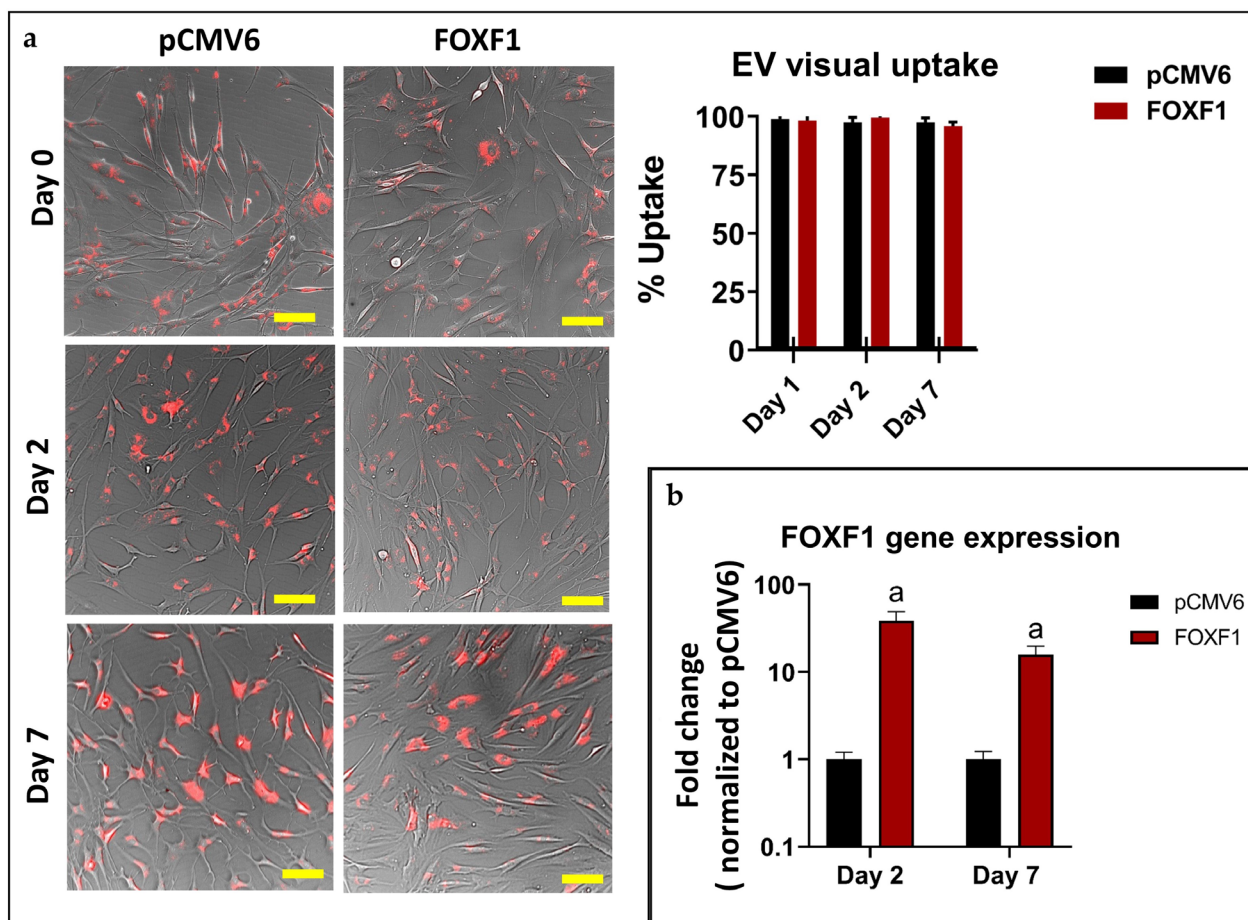 a
pCMV6
FOXF1
Day 0
Day 2
Day 7
EV visual uptake
pCMV6
FOXF1
% Uptake
100
75
50
25
0
Day 1
Day 2
Day 7
b
FOXF1 gene expression
pCMV6
FOXF1
Fold change
( normalized to pCMV6)
100
10
1
0.1
a
a
Day 2
Day 7